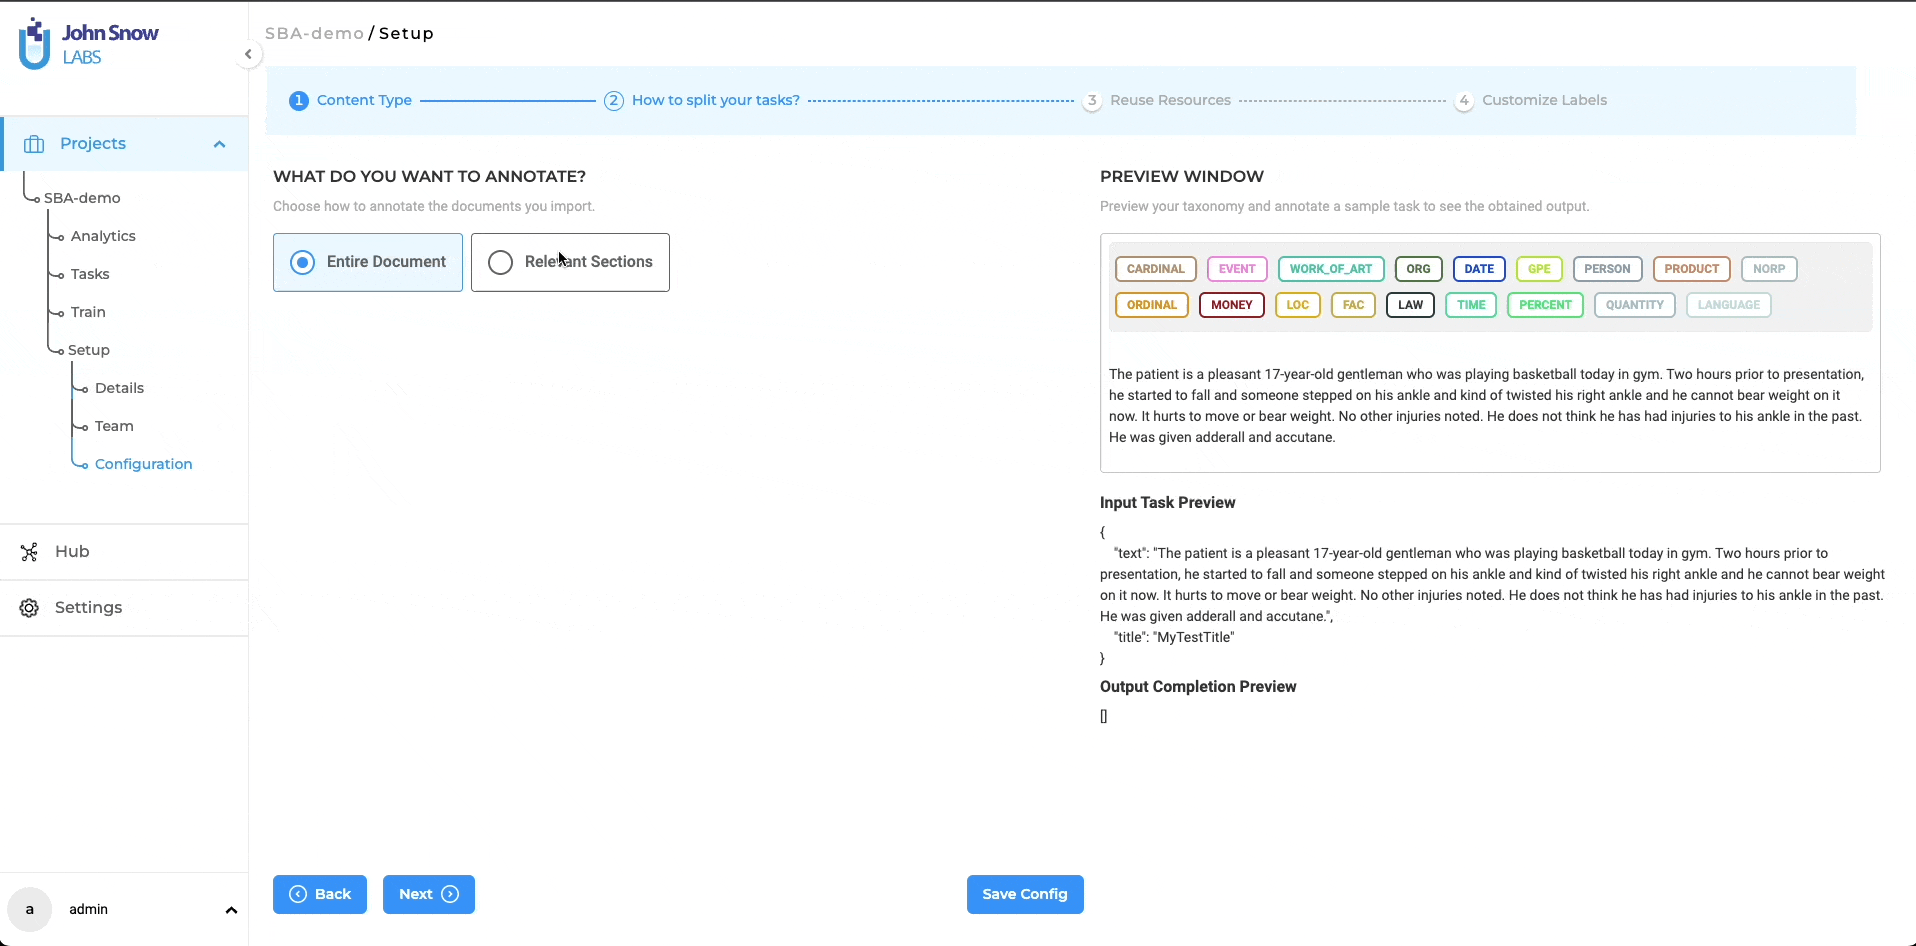 John Snow
LABS
SBA-demo / Setup
1 Content Type
2 How to split your tasks?
3 Reuse Resources
4 Customize Labels
Projects
SBA-demo
Analytics
Tasks
Train
Setup
Details
Team
Configuration
Hub
Settings
a admin
WHAT DO YOU WANT TO ANNOTATE?
Choose how to annotate the documents you import.
Entire Document
Relevant Sections
Back
Next
Save Config
PREVIEW WINDOW
Preview your taxonomy and annotate a sample task to see the obtained output.
CARDINAL EVENT WORK_OF_ART ORG DATE GPE PERSON PRODUCT NORP
ORDINAL MONEY LOC FAC LAW TIME PERCENT QUANTITY LANGUAGE
The patient is a pleasant 17-year-old gentleman who was playing basketball today in gym. Two hours prior to presentation,
he started to fall and someone stepped on his ankle and kind of twisted his right ankle and he cannot bear weight on it
now. It hurts to move or bear weight. No other injuries noted. He does not think he has had injuries to his ankle in the past.
He was given adderall and accutane.
Input Task Preview
{
"text": "The patient is a pleasant 17-year-old gentleman who was playing basketball today in gym. Two hours prior to
presentation, he started to fall and someone stepped on his ankle and kind of twisted his right ankle and he cannot bear weight
on it now. It hurts to move or bear weight. No other injuries noted. He does not think he has had injuries to his ankle in the past.
He was given adderall and accutane.",
"title": "MyTestTitle"
}
Output Completion Preview
[]